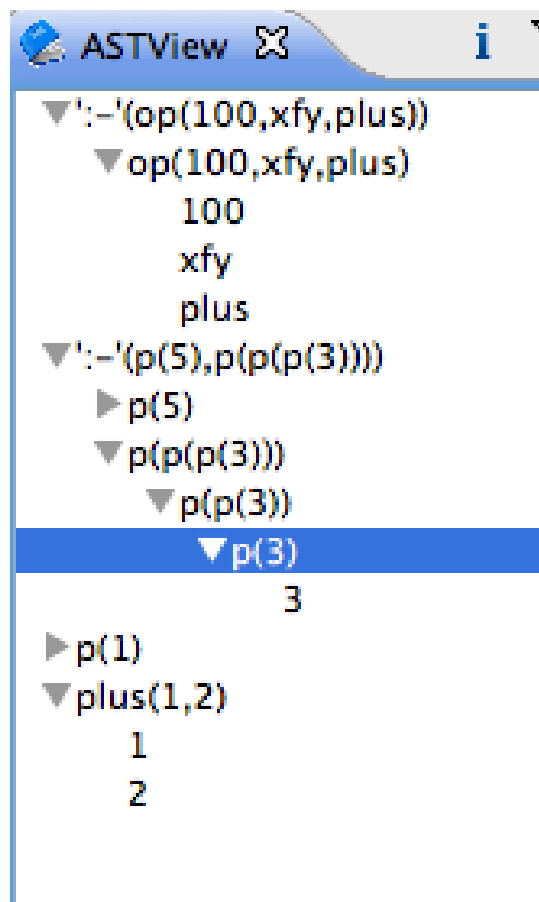 ASTView i
':-'(op(100,xfy,plus))
op(100,xfy,plus)
100
xfy
plus
':-'(p(5),p(p(p(3))))
p(5)
p(p(p(3)))
p(p(3))
p(3)
3
p(1)
plus(1,2)
1
2